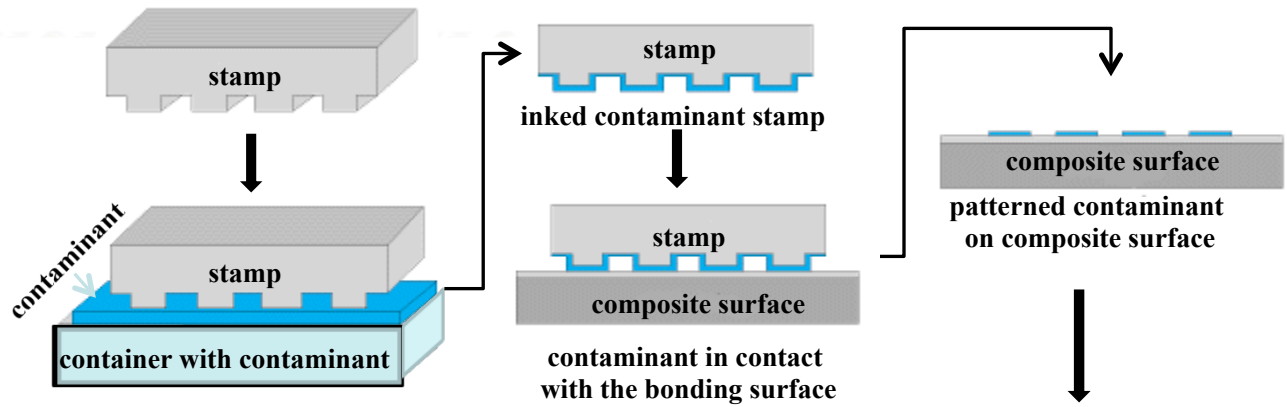 stamp
contaminant
stamp
container with contaminant
stamp
inked contaminant stamp
stamp
composite surface
contaminant in contact
with the bonding surface
composite surface
patterned contaminant
on composite surface